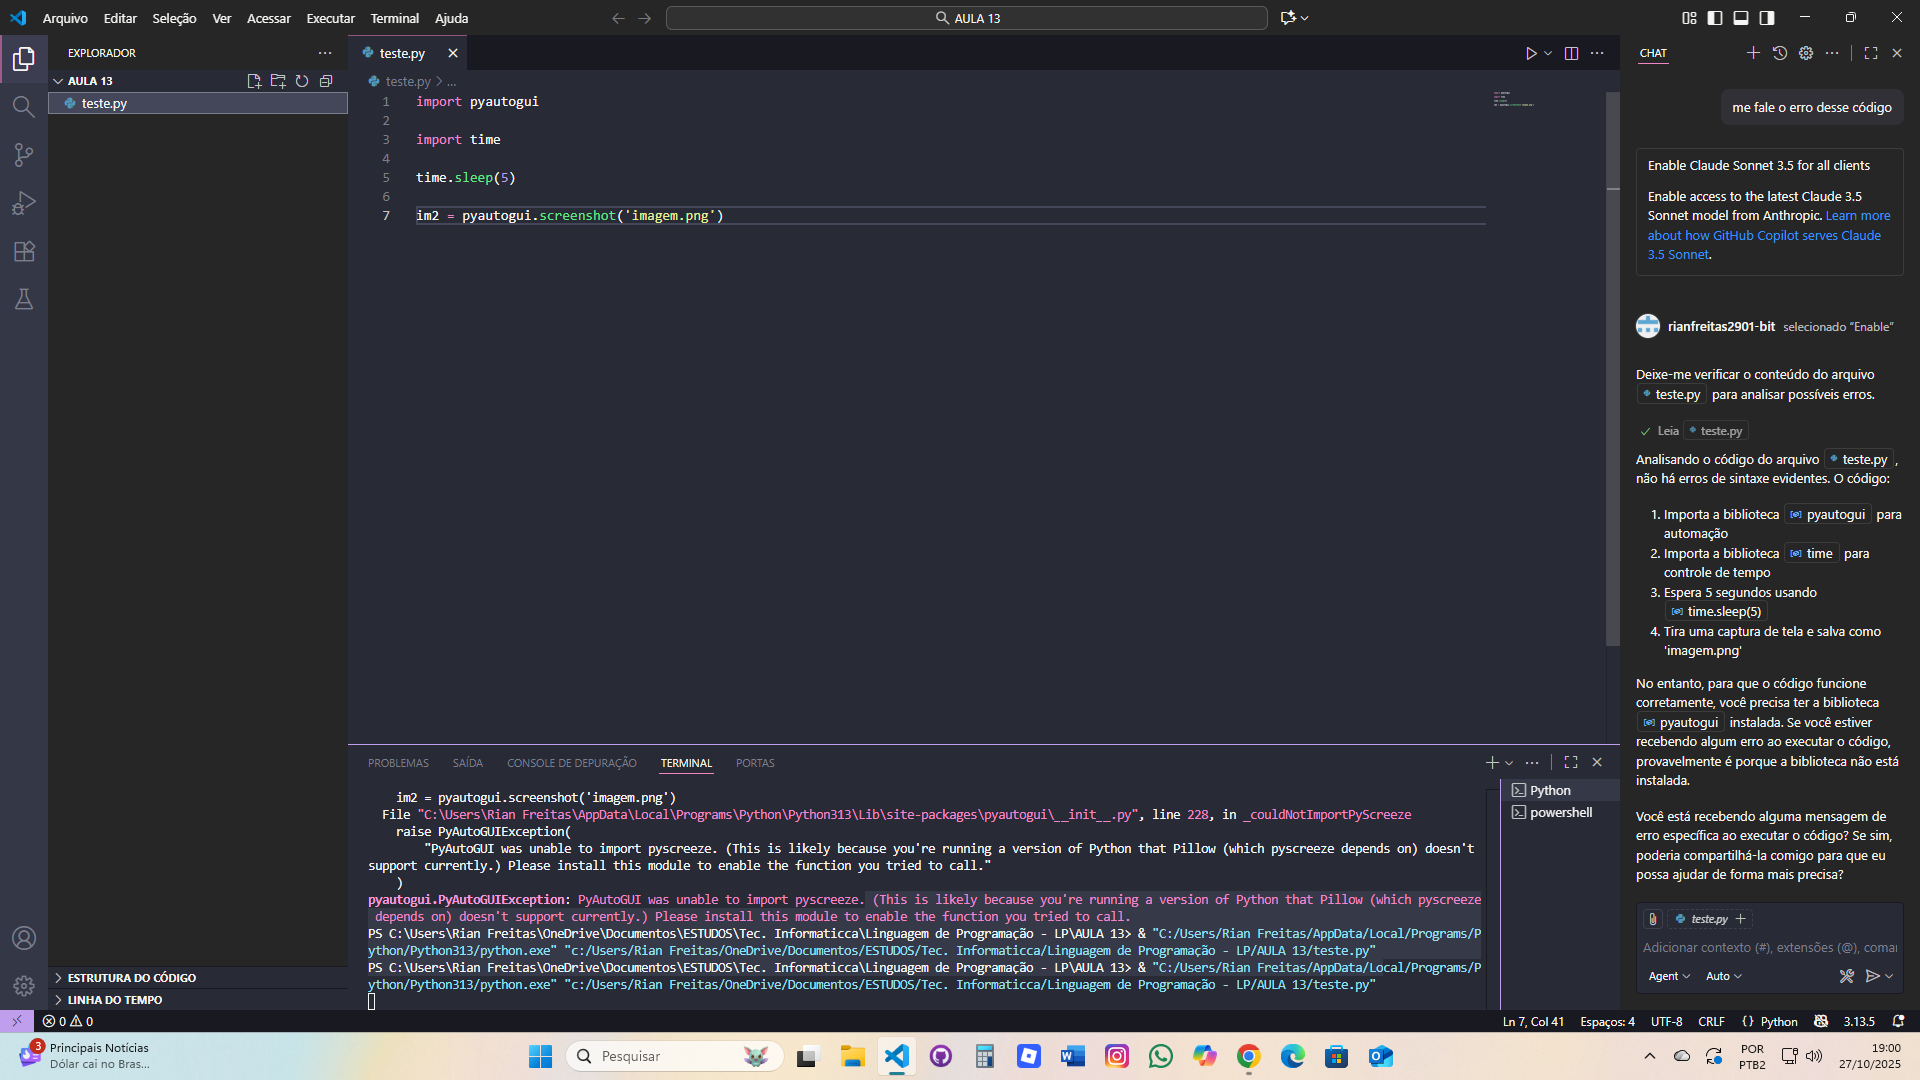 Arquivo Editar Seleção Ver Acessar Executar Terminal Ajuda
AULA 13
EXPLORADOR
AULA 13
teste.py
teste.py
teste.py > ...
1 import pyautogui
2
3 import time
4
5 time.sleep(5)
6
7 im2 = pyautogui.screenshot('imagem.png')
PROBLEMAS SAÍDA CONSOLE DE DEPURAÇÃO TERMINAL PORTAS
im2 = pyautogui.screenshot('imagem.png')
File "C:\Users\Rian Freitas\AppData\Local\Programs\Python\Python313\Lib\site-packages\pyautogui\__init__.py", line 228, in _couldNotImportPyScreeze
raise PyAutoGUIException(
"PyAutoGUI was unable to import pyscreeze. (This is likely because you're running a version of Python that Pillow (which pyscreeze depends on) doesn't
support currently.) Please install this module to enable the function you tried to call."
)
pyautogui.PyAutoGUIException: PyAutoGUI was unable to import pyscreeze. (This is likely because you're running a version of Python that Pillow (which pyscreeze
depends on) doesn't support currently.) Please install this module to enable the function you tried to call.
PS C:\Users\Rian Freitas\OneDrive\Documentos\ESTUDOS\Tec. Informaticca\Linguagem de Programação - LP\AULA 13> & "C:/Users/Rian Freitas/AppData/Local/Programs/P
ython/Python313/python.exe" "c:/Users/Rian Freitas/OneDrive/Documentos/ESTUDOS/Tec. Informaticca/Linguagem de Programação - LP/AULA 13/teste.py"
PS C:\Users\Rian Freitas\OneDrive\Documentos\ESTUDOS\Tec. Informaticca\Linguagem de Programação - LP\AULA 13> & "C:/Users/Rian Freitas/AppData/Local/Programs/P
ython/Python313/python.exe" "c:/Users/Rian Freitas/OneDrive/Documentos/ESTUDOS/Tec. Informaticca/Linguagem de Programação - LP/AULA 13/teste.py"
Python
powershell
CHAT
me fale o erro desse código
Enable Claude Sonnet 3.5 for all clients
Enable access to the latest Claude 3.5
Sonnet model from Anthropic. Learn more
about how GitHub Copilot serves Claude
3.5 Sonnet.
rianfreitas2901-bit selecionado "Enable"
Deixe-me verificar o conteúdo do arquivo
teste.py para analisar possíveis erros.
Leia teste.py
Analisando o código do arquivo teste.py,
não há erros de sintaxe evidentes. O código:
1. Importa a biblioteca pyautogui para
automação
2. Importa a biblioteca time para
controle de tempo
3. Espera 5 segundos usando
time.sleep(5)
4. Tira uma captura de tela e salva como
'imagem.png'
No entanto, para que o código funcione
corretamente, você precisa ter a biblioteca
pyautogui instalada. Se você estiver
recebendo algum erro ao executar o código,
provavelmente é porque a biblioteca não está
instalada.
Você está recebendo alguma mensagem de
erro específica ao executar o código? Se sim,
poderia compartilhá-la comigo para que eu
possa ajudar de forma mais precisa?
teste.py
Adicionar contexto (#), extensões (@), comar
Agent Auto
ESTRUTURA DO CÓDIGO
LINHA DO TEMPO
0 0
Ln 7, Col 41 Espaços: 4 UTF-8 CRLF {} Python 3.13.5
3
Principais Notícias
Dólar cai no Bras...
Pesquisar
POR
PTB2
19:00
27/10/2025